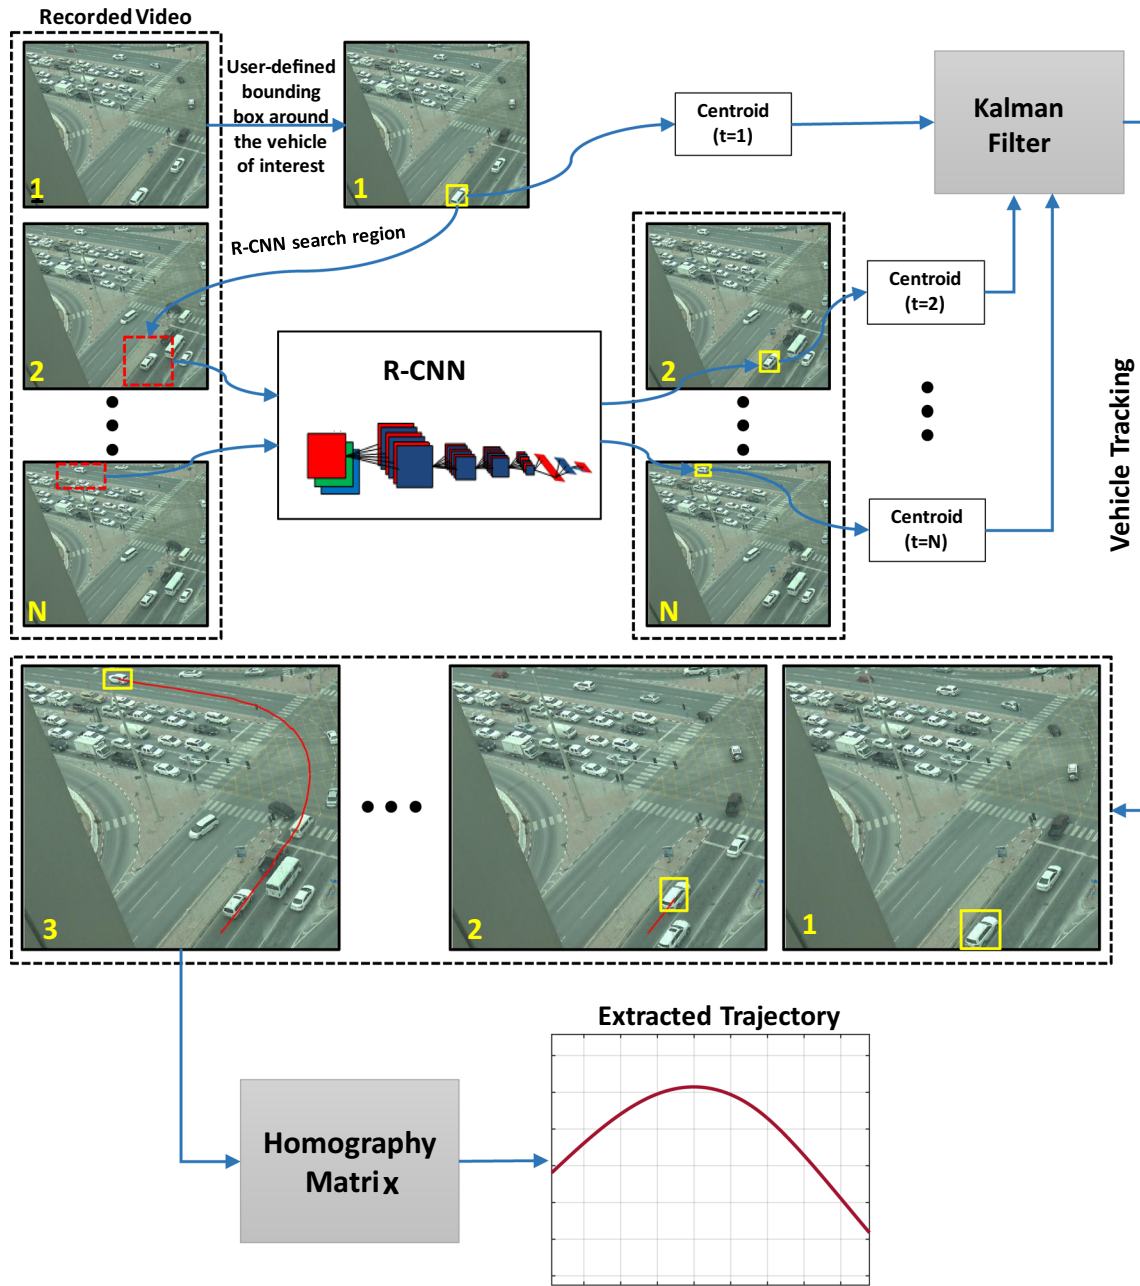 Recorded Video
1
User-defined
bounding
box around
the vehicle
of interest
1
Centroid
(t=1)
Kalman
Filter
R-CNN search region
2
R-CNN
2
Centroid
(t=2)
N
N
Centroid
(t=N)
Vehicle Tracking
3
2
1
Homography
Matrix
Extracted Trajectory